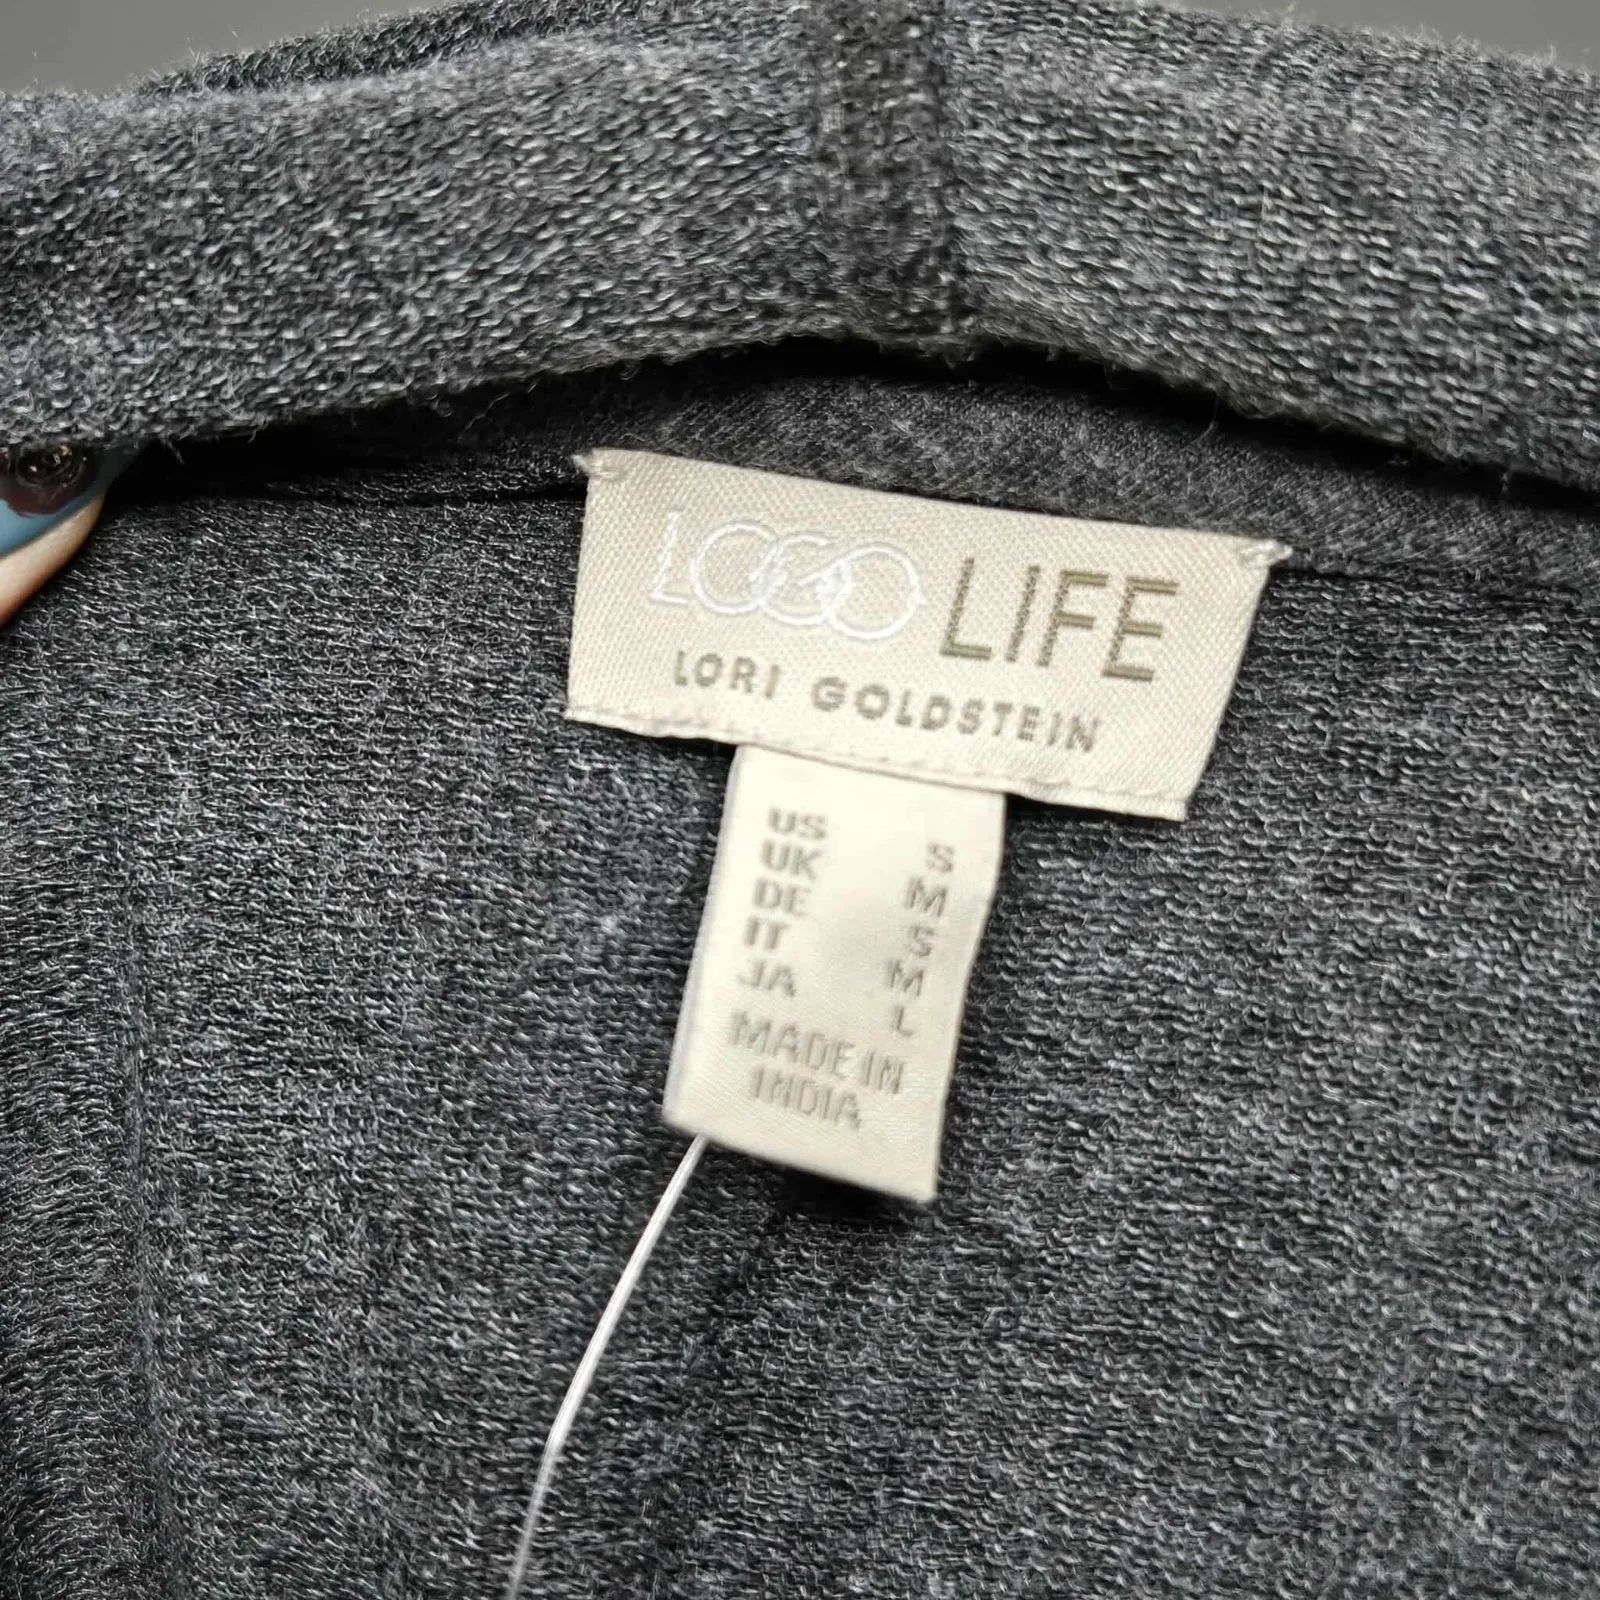 LOGO LIFE
LORI GOLDSTEIN
US S
UK M
DE S
IT M
JA L
MADE IN
INDIA